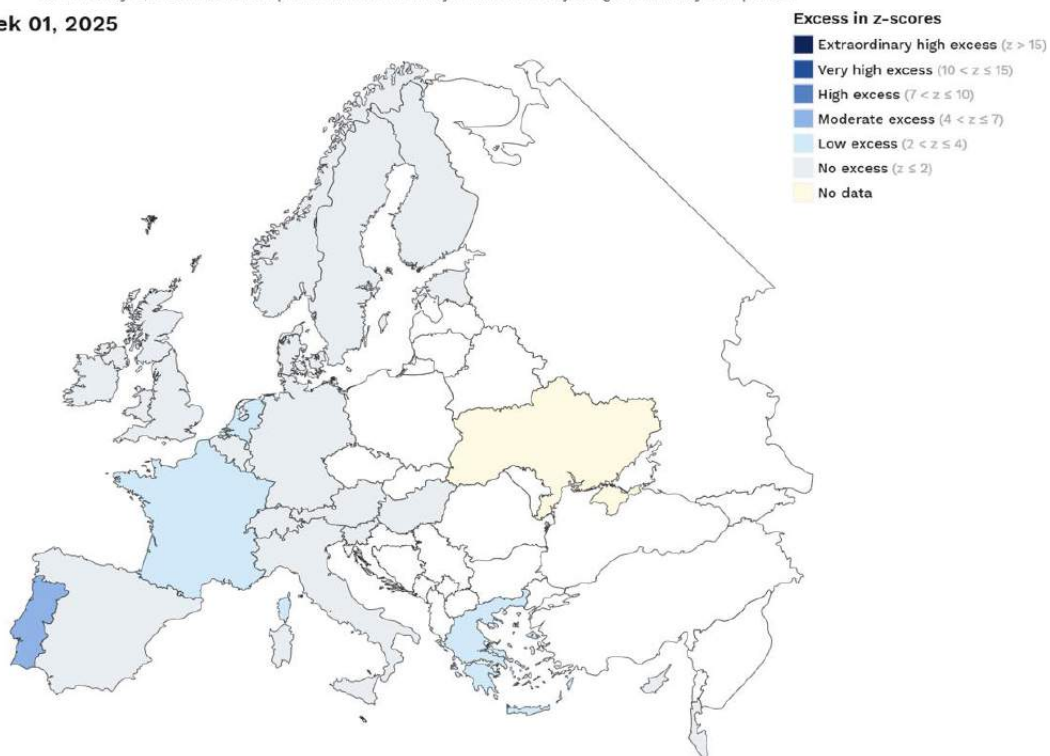 ek 01, 2025
Excess in z-scores
Extraordinary high excess (z > 15)
Very high excess (10 < z ≤ 15)
High excess (7 < z ≤ 10)
Moderate excess (4 < z ≤ 7)
Low excess (2 < z ≤ 4)
No excess (z ≤ 2)
No data